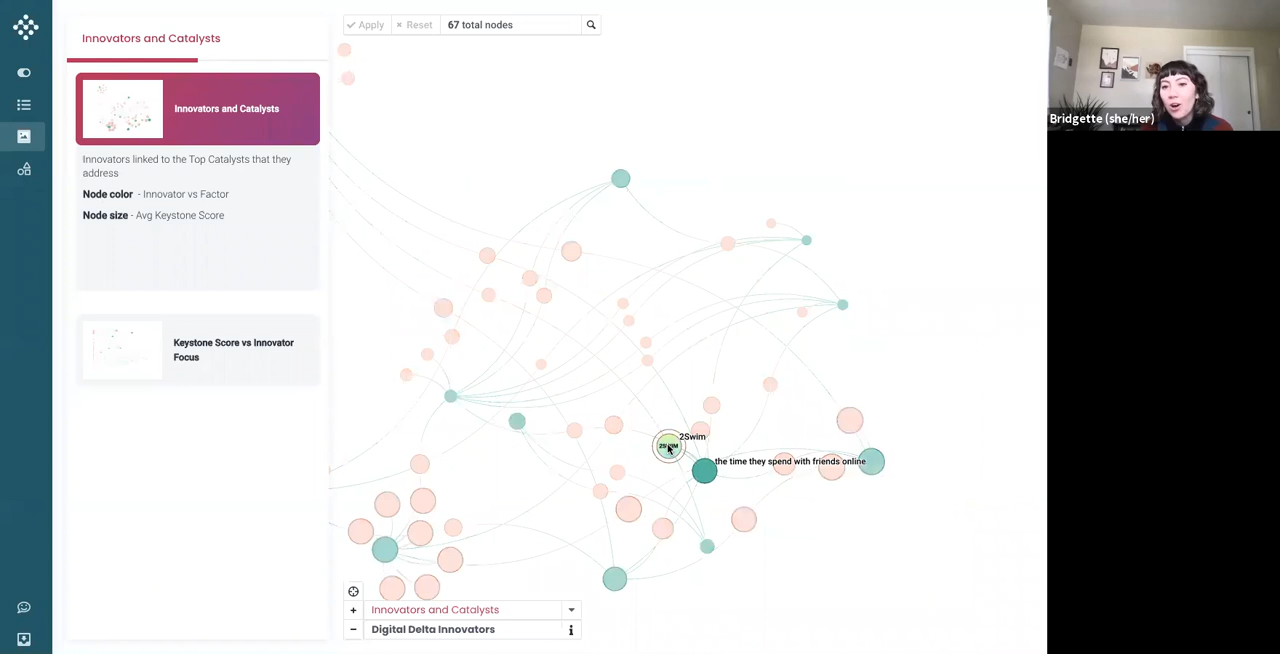 Innovators and Catalysts
Apply
Reset
67 total nodes
Bridgette (she/her)
Innovators and Catalysts
Innovators linked to the Top Catalysts that they
address
Node color - Innovator vs Factor
Node size - Avg Keystone Score
Keystone Score vs Innovator
Focus
2Swim
the time they spend with friends online
Innovators and Catalysts
Digital Delta Innovators